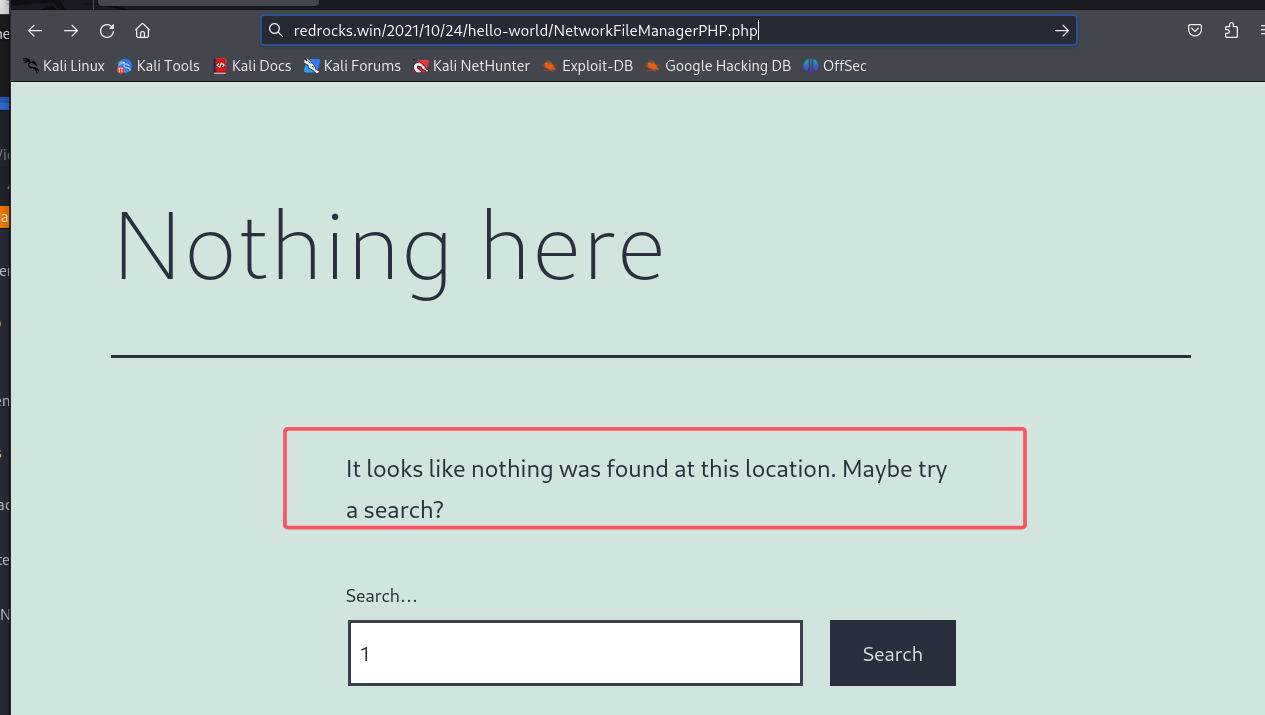 redrocks.win/2021/10/24/hello-world/NetworkFileManagerPHP.php
Kali Linux Kali Tools Kali Docs Kali Forums Kali NetHunter Exploit-DB Google Hacking DB OffSec
Nothing here
It looks like nothing was found at this location. Maybe try
a search?
Search…
1
Search